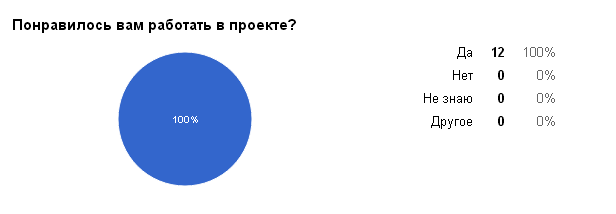 Понравилось вам работать в проекте?
100%
Да 12 100%
Нет 0 0%
Не знаю 0 0%
Другое 0 0%